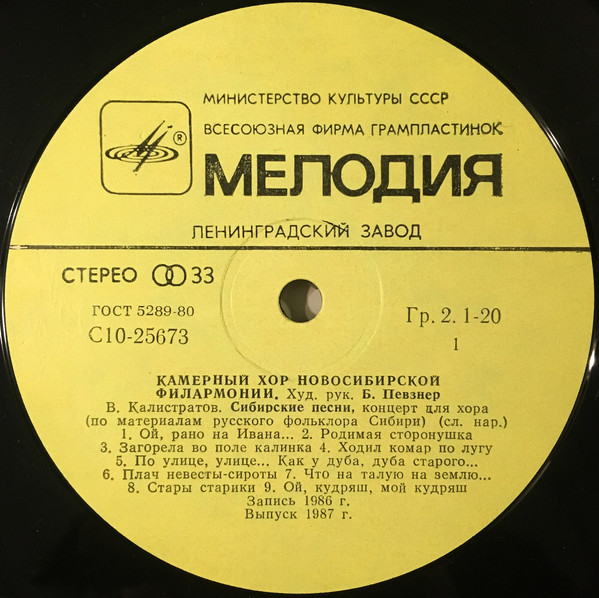 МИНИСТЕРСТВО КУЛЬТУРЫ СССР
ВСЕСОЮЗНАЯ ФИРМА ГРАМПЛАСТИНОК
®
МЕЛОДИЯ
ЛЕНИНГРАДСКИЙ ЗАВОД
СТЕРЕО 33
ГОСТ 5289-80
С10-25673
Гр. 2. 1-20
1
КАМЕРНЫЙ ХОР НОВОСИБИРСКОЙ
ФИЛАРМОНИИ. Худ. рук. Б. Певзнер
В. Калистратов. Сибирские песни, концерт для хора
(по материалам русского фольклора Сибири) (сл. нар.)
1. Ой, рано на Ивана... 2. Родимая сторонушка
3. Загорела во поле калинка 4. Ходил комар по лугу
5. По улице, улице... Как у дуба, дуба старого...
6. Плач невесты-сироты 7. Что на талую на землю...
8. Стары старики 9. Ой, кудряш, мой кудряш
Запись 1986 г.
Выпуск 1987 г.